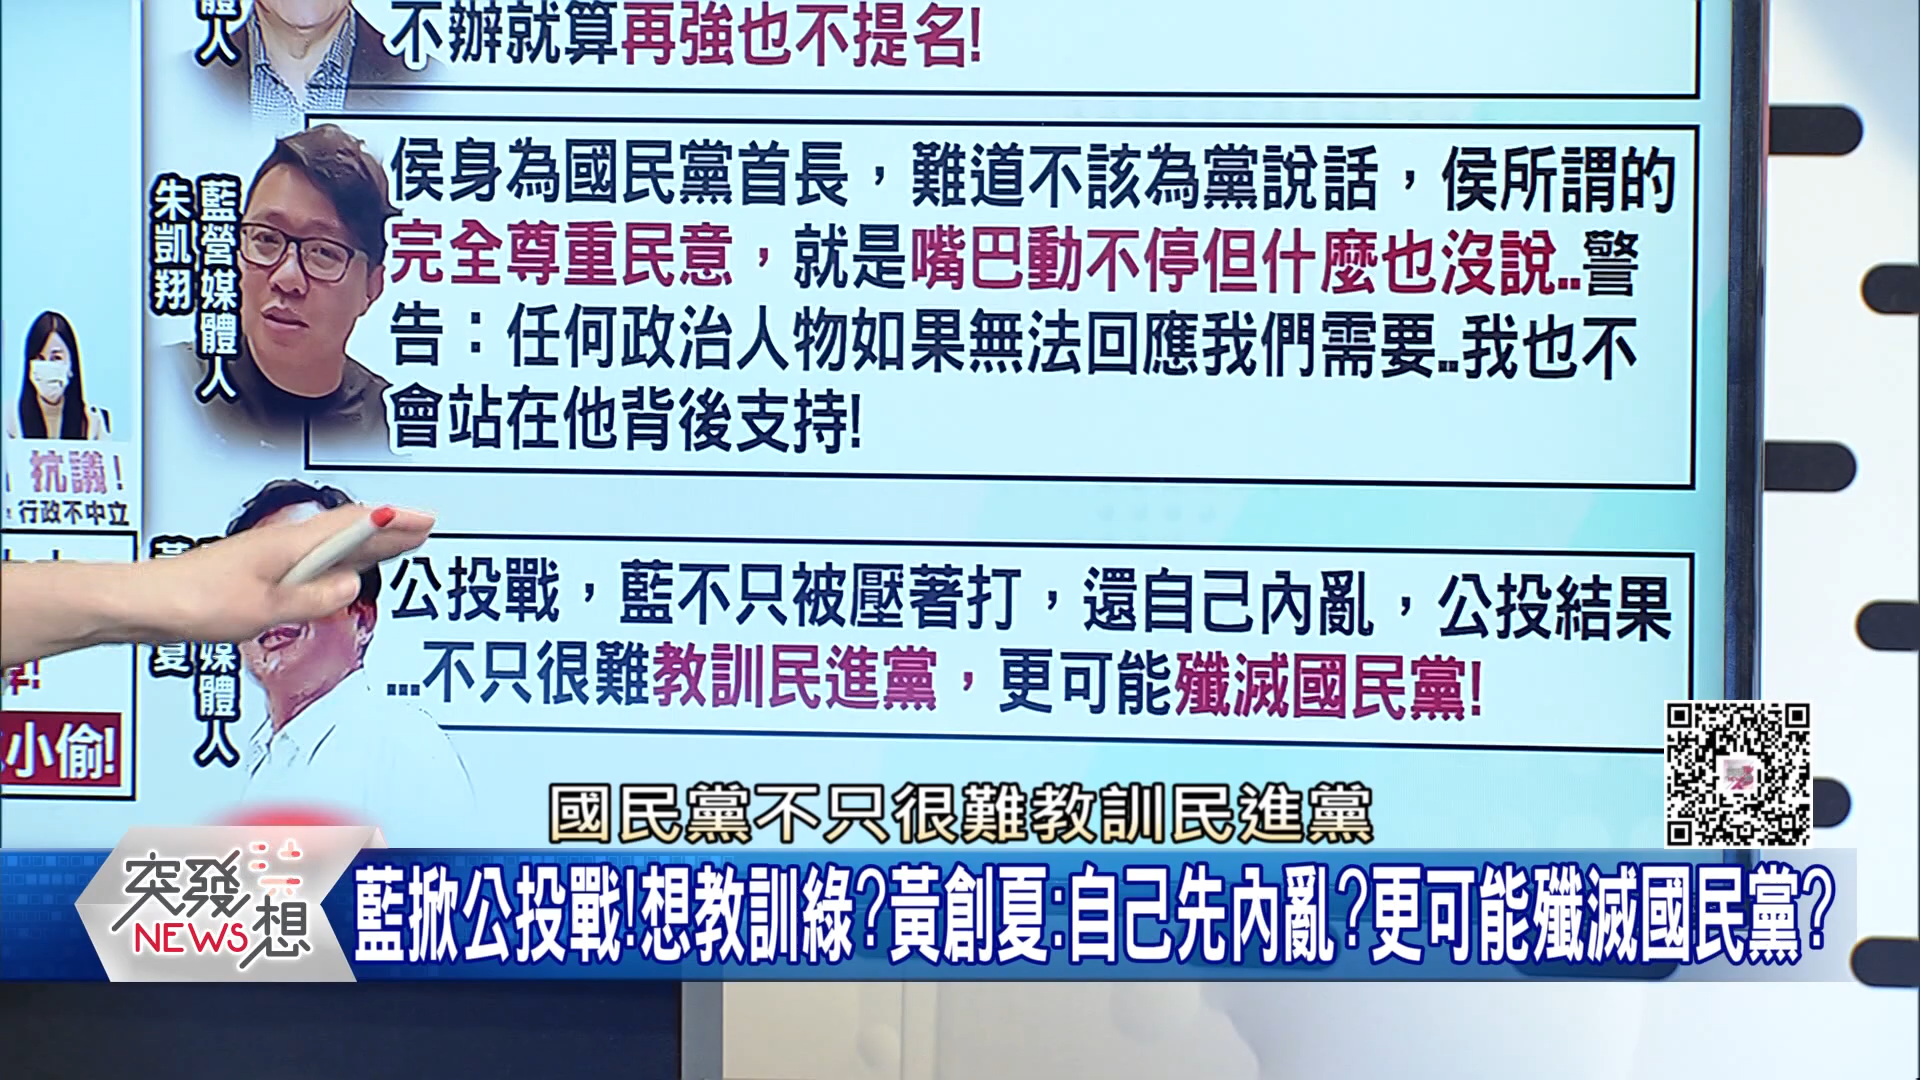 體人
不辦就算再強也不提名!
藍營媒體人
朱凱翔
侯身為國民黨首長，難道不該為黨說話，侯所謂的
完全尊重民意，就是嘴巴動不停但什麼也沒說..警
告：任何政治人物如果無法回應我們需要..我也不
會站在他背後支持!
抗議!
行政不中立
小偷!
媒體人
夏
公投戰，藍不只被壓著打，還自己內亂，公投結果
...不只很難教訓民進黨，更可能殲滅國民黨!
國民黨不只很難教訓民進黨
突發
NEWS
想
藍掀公投戰!想教訓綠?黃創夏:自己先內亂?更可能殲滅國民黨?